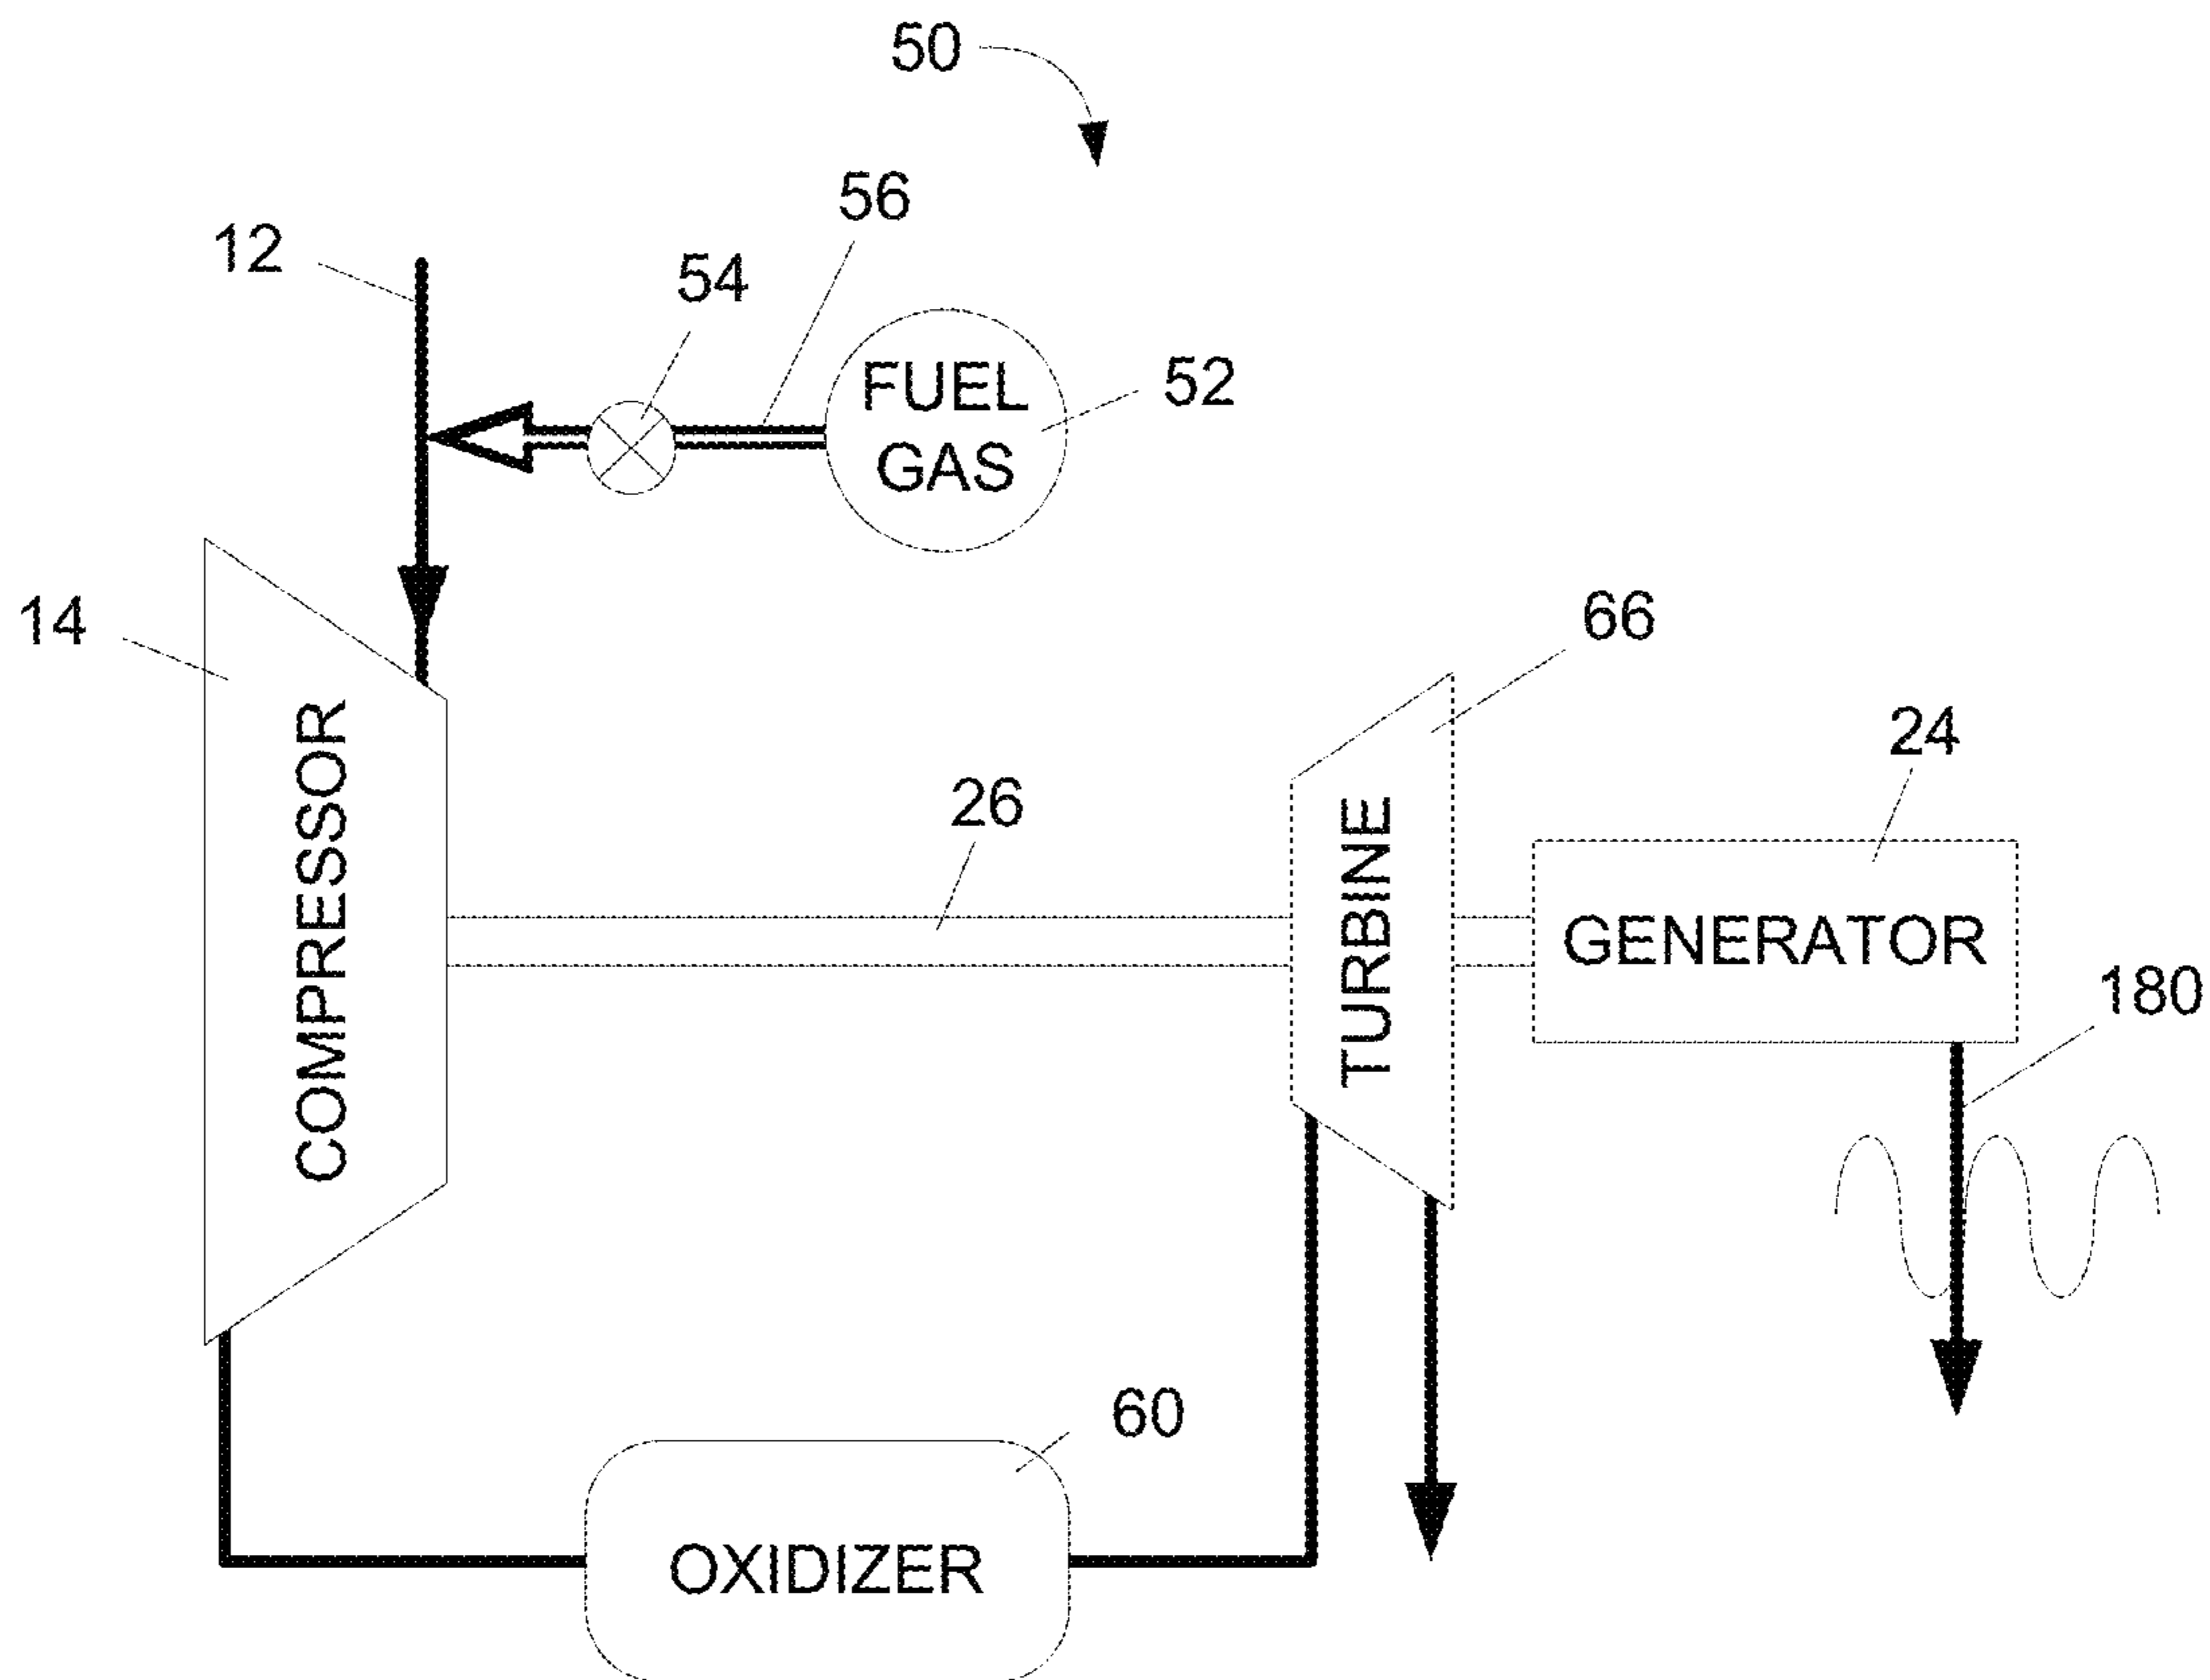 50
56
12
54
FUEL
GAS
52
14
66
24
COMPRESSOR
26
TURBINE
GENERATOR
180
60
OXIDIZER